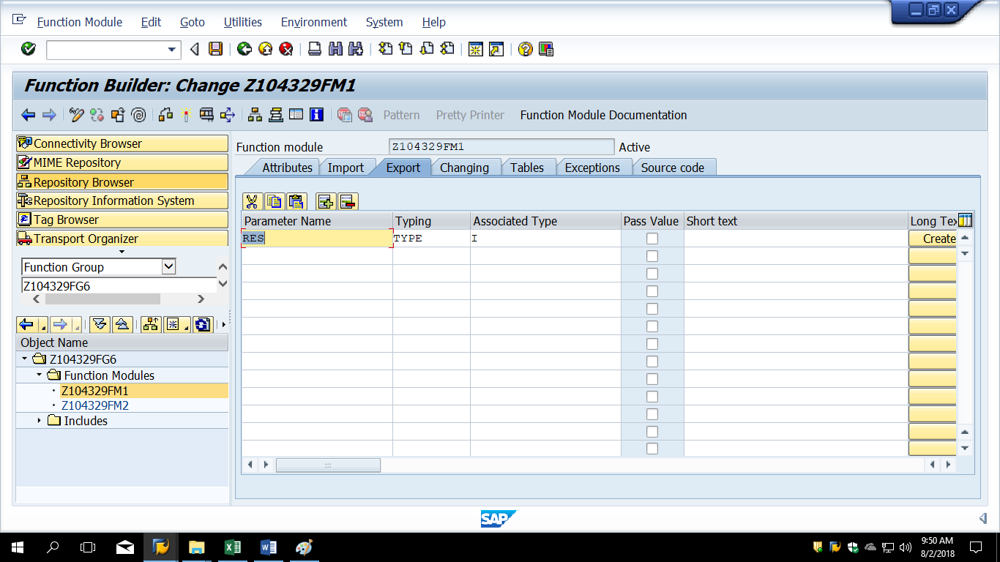 Function Module Edit Goto Utilities Environment System Help
Function Builder: Change Z104329FM1
Pattern Pretty Printer Function Module Documentation
Connectivity Browser
MIME Repository
Repository Browser
Repository Information System
Tag Browser
Transport Organizer
Function Group
Z104329FG6
Object Name
Z104329FG6
Function Modules
Z104329FM1
Z104329FM2
Includes
Function module Z104329FM1 Active
Attributes Import Export Changing Tables Exceptions Source code
Parameter Name Typing Associated Type Pass Value Short text Long Tex
RES TYPE I Create
SAP
9:50 AM
8/2/2018